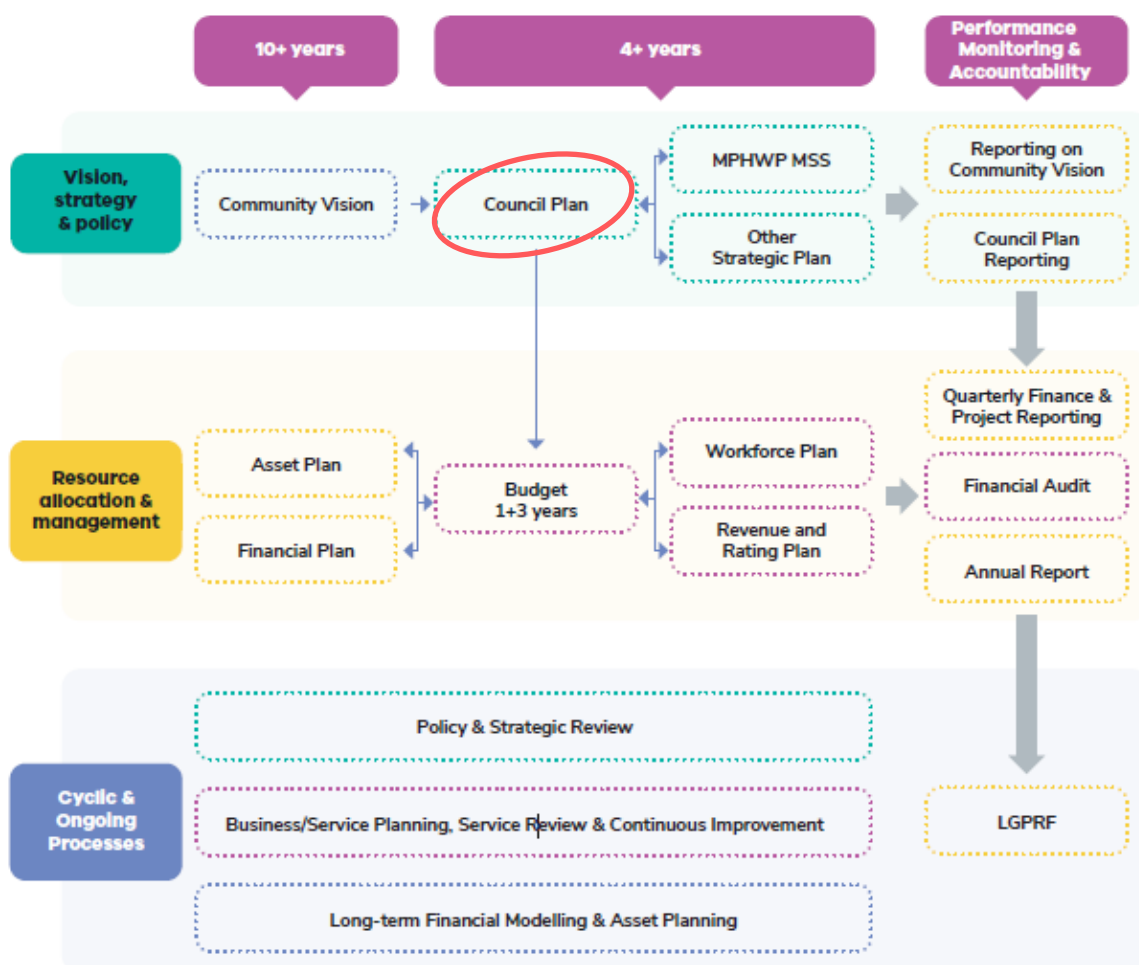 10+ years
4+ years
Performance
Monitoring &
Accountability
Vision,
strategy
& policy
Community Vision
Council Plan
MPHWP MSS
Other
Strategic Plan
Reporting on
Community Vision
Council Plan
Reporting
Resource
allocation &
management
Asset Plan
Financial Plan
Budget
1+3 years
Workforce Plan
Revenue and
Rating Plan
Quarterly Finance &
Project Reporting
Financial Audit
Annual Report
Cyclic &
Ongoing
Processes
Policy & Strategic Review
Business/Service Planning, Service Review & Continuous Improvement
Long-term Financial Modelling & Asset Planning
LGPRF